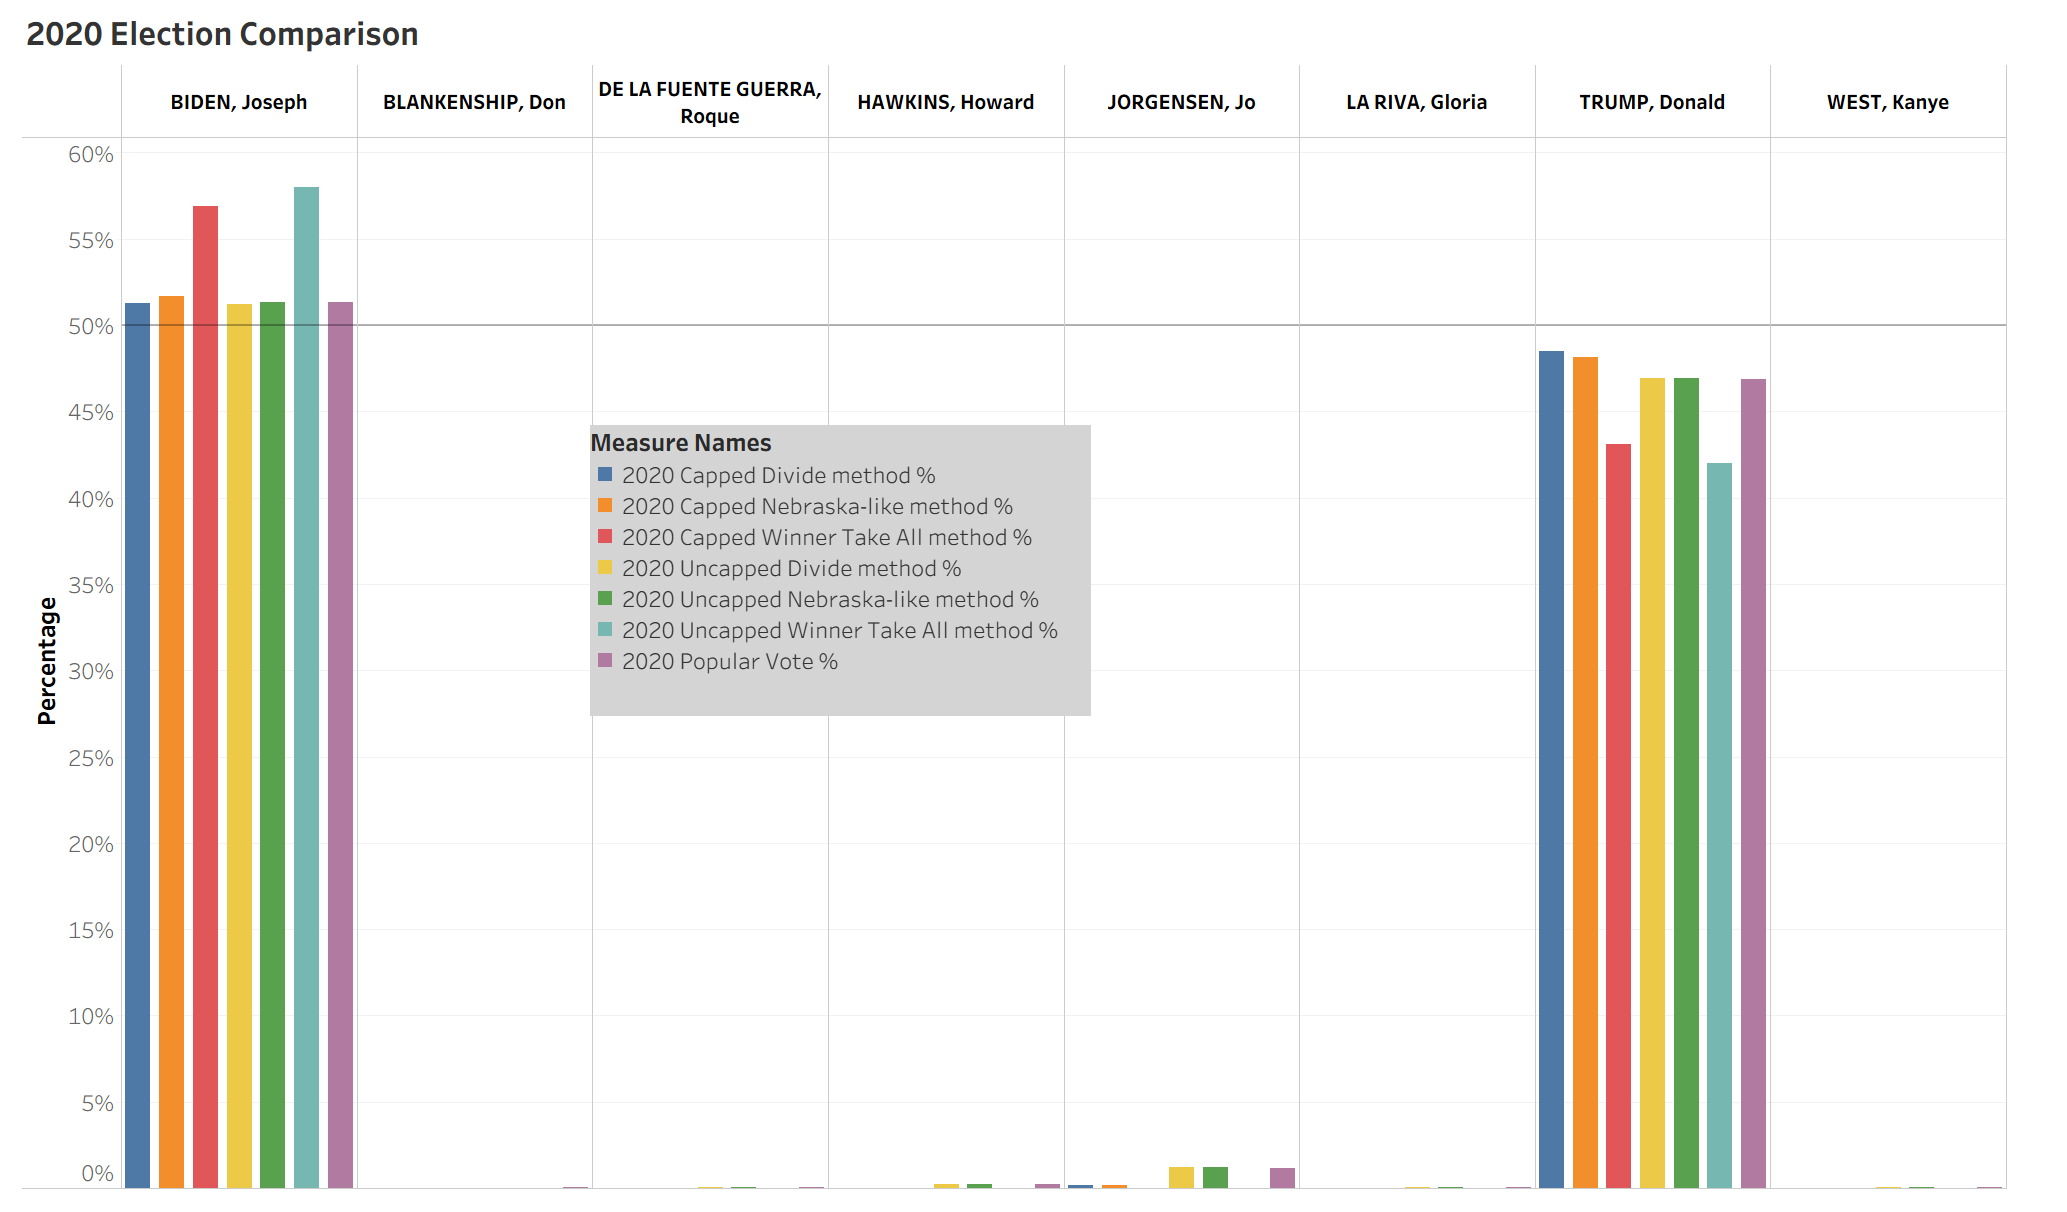 2020 Election Comparison
BIDEN, Joseph
BLANKENSHIP, Don
DE LA FUENTE GUERRA,
Roque
HAWKINS, Howard
JORGENSEN, Jo
LA RIVA, Gloria
TRUMP, Donald
WEST, Kanye
60%
55%
50%
45%
40%
35%
30%
25%
20%
15%
10%
5%
0%
Percentage
Measure Names
2020 Capped Divide method %
2020 Capped Nebraska-like method %
2020 Capped Winner Take All method %
2020 Uncapped Divide method %
2020 Uncapped Nebraska-like method %
2020 Uncapped Winner Take All method %
2020 Popular Vote %